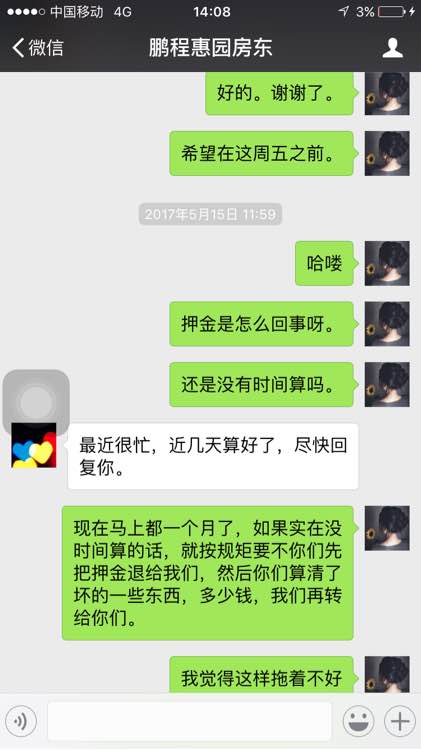 中国移动 4G 14:08 3%
微信 鹏程惠园房东
好的。谢谢了。
希望在这周五之前。
2017年5月15日 11:59
哈喽
押金是怎么回事呀。
还是没有时间算吗。
最近很忙，近几天算好了，尽快回
复你。
现在马上都一个月了，如果实在没
时间算的话，就按规矩要不你们先
把押金退给我们，然后你们算清了
坏的一些东西，多少钱，我们再转
给你们。
我觉得这样拖着不好